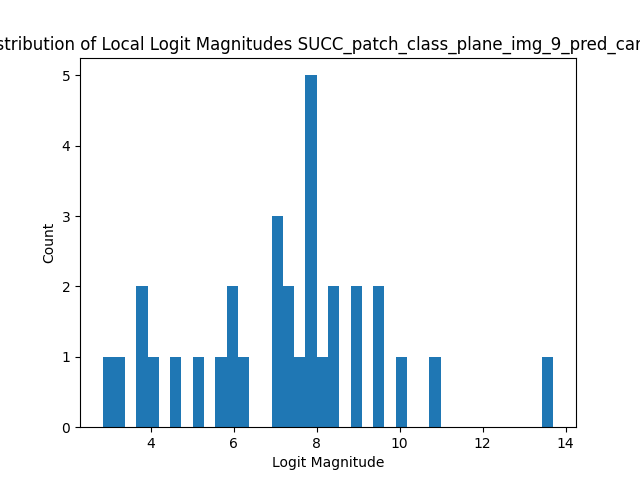 stribution of Local Logit Magnitudes SUCC_patch_class_plane_img_9_pred_car
5
4
3
2
1
0
Count
4 6 8 10 12 14
Logit Magnitude